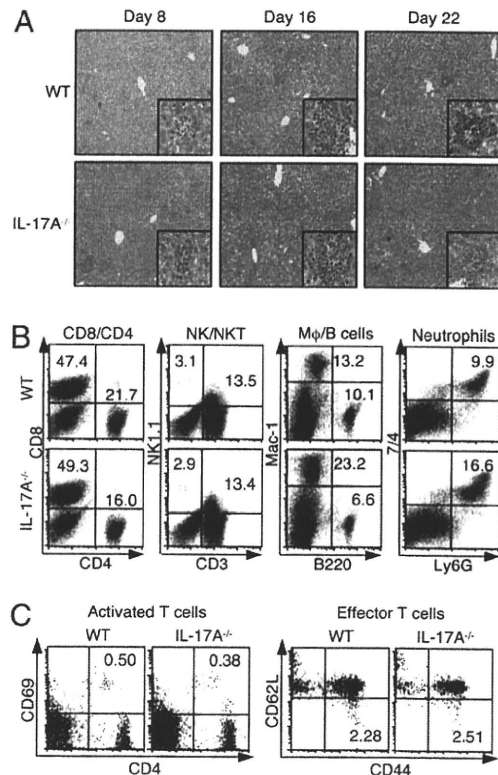 A
Day 8 Day 16 Day 22
WT
IL-17A-/-
B
CD8/CD4 NK/NKT Mϕ/B cells Neutrophils
WT
CD8 NK1.1 Mac-1 7/4
47.4 3.1 13.2 9.9
21.7 13.5 10.1
IL-17A-/-
49.3 2.9 23.2 16.6
16.0 13.4 6.6
CD4 CD3 B220 Ly6G
C
Activated T cells Effector T cells
WT IL-17A-/- WT IL-17A-/-
CD69 CD62L
0.50 0.38
2.28 2.51
CD4 CD44